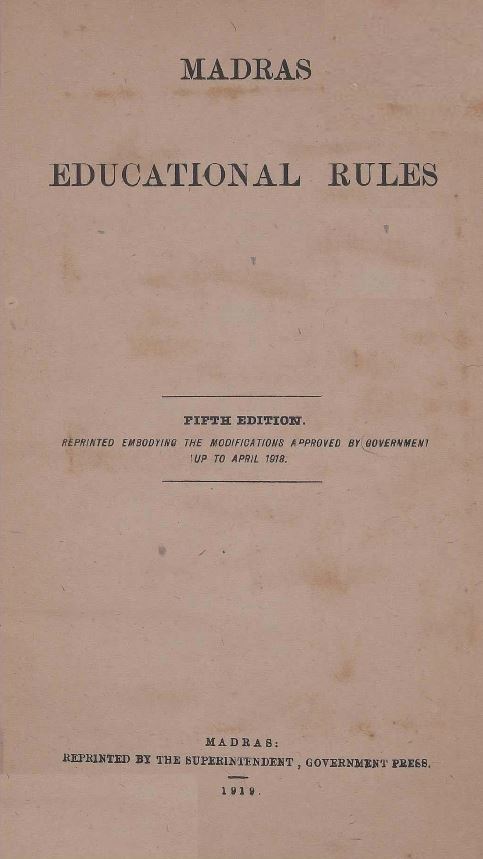 MADRAS
EDUCATIONAL RULES
FIFTH EDITION.
REPRINTED EMBODYING THE MODIFICATIONS APPROVED BY GOVERNMENT
UP TO APRIL 1918.
MADRAS:
REPRINTED BY THE SUPERINTENDENT, GOVERNMENT PRESS.
1919.